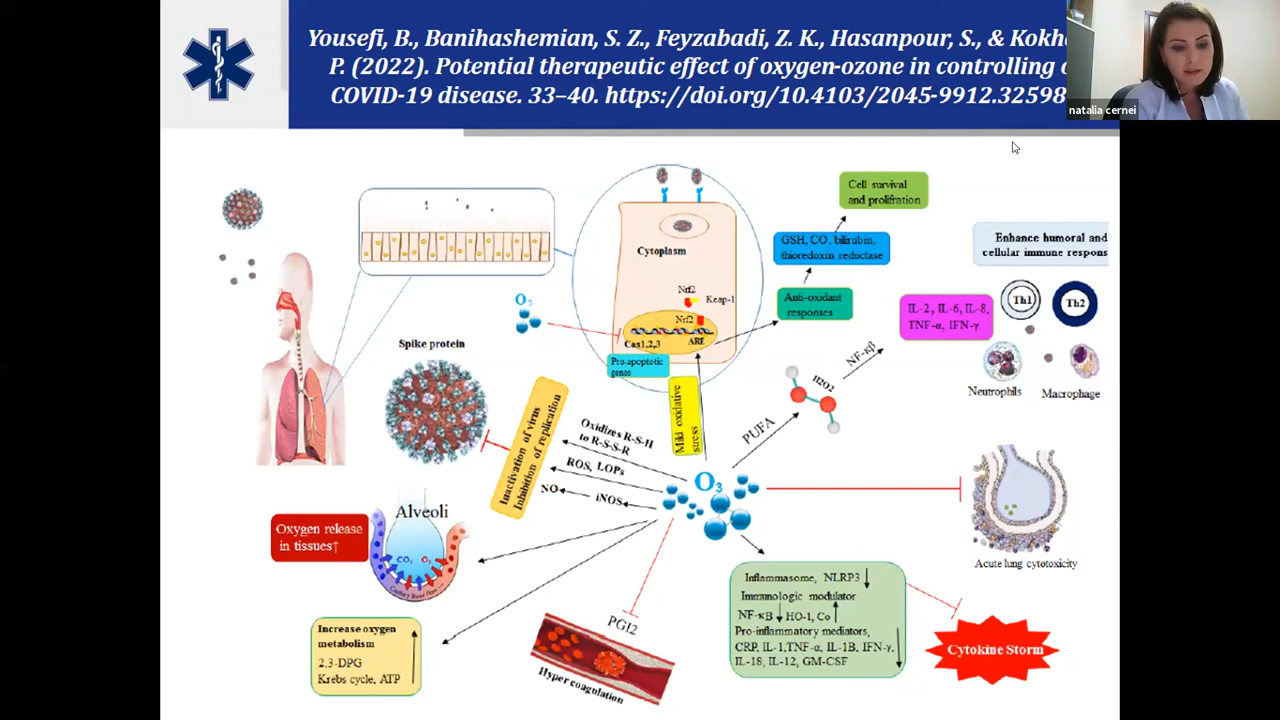 Yousefi, B., Banihashemian, S. Z., Feyzabadi, Z. K., Hasanpour, S., &
P. (2022). Potential therapeutic effect of oxygen-ozone in controlling
COVID-19 disease. 33–40. https://doi.org/10.4103/2045-9912.32598
natalia cernei
Cell survival
and prolifration
Cytoplasm
GSH, CO, bilirubin,
thioredoxin reductase
Enhance humoral and
cellular immune respons
Nrf2
Keap-1
O3
Anti-oxidant
responses
Th1
Th2
IL-2, IL-6, IL-8,
TNF-α, IFN-γ
Nrf2
Cas1,2,3
ARE
Spike protein
Pro-apoptotic
genes
NF-κβ
H2O2
Neutrophils
Macrophage
Mild oxidative
stress
Inactivation of virus
Inhibition of replication
Oxidizes R-S-H
to R-S-S-R
PUFA
ROS, LOPs
NO
iNOS
O3
Alveoli
Oxygen release
in tissues↑
CO2
O2
Acute lung cytotoxicity
Inflammasome, NLRP3
Immunologic modulator
NF-κB
HO-1, Co
Pro-inflammatory mediators,
CRP, IL-1,TNF-α, IL-1B, IFN-γ,
IL-18, IL-12, GM-CSF
PGI2
Increase oxygen
metabolism
2,3-DPG
Krebs cycle, ATP
Cytokine Storm
Hyper coagulation